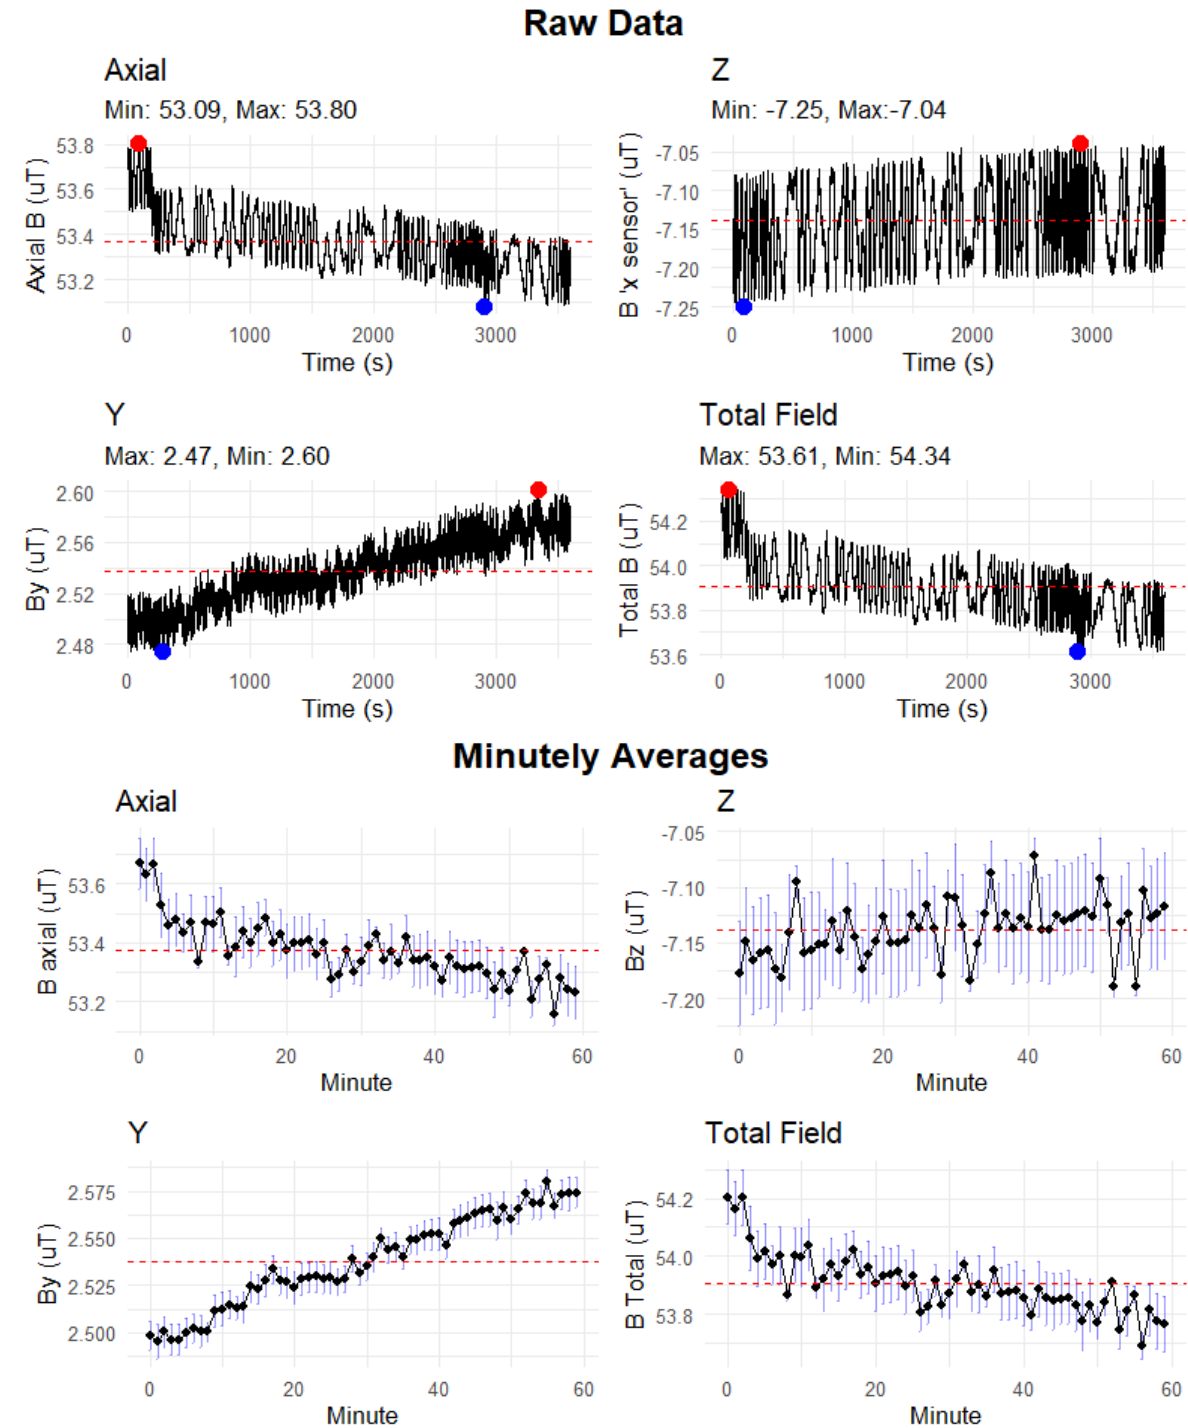 Raw Data
Axial
Min: 53.09, Max: 53.80
Axial B (uT)
53.8
53.6
53.4
53.2
0 1000 2000 3000
Time (s)
Z
Min: -7.25, Max:-7.04
B 'x sensor' (uT)
-7.05
-7.10
-7.15
-7.20
-7.25
0 1000 2000 3000
Time (s)
Y
Max: 2.47, Min: 2.60
By (uT)
2.60
2.56
2.52
2.48
0 1000 2000 3000
Time (s)
Total Field
Max: 53.61, Min: 54.34
Total B (uT)
54.2
54.0
53.8
53.6
0 1000 2000 3000
Time (s)
Minutely Averages
Axial
B axial (uT)
53.6
53.4
53.2
0 20 40 60
Minute
Z
Bz (uT)
-7.05
-7.10
-7.15
-7.20
0 20 40 60
Minute
Y
By (uT)
2.575
2.550
2.525
2.500
0 20 40 60
Minute
Total Field
B Total (uT)
54.2
54.0
53.8
0 20 40 60
Minute